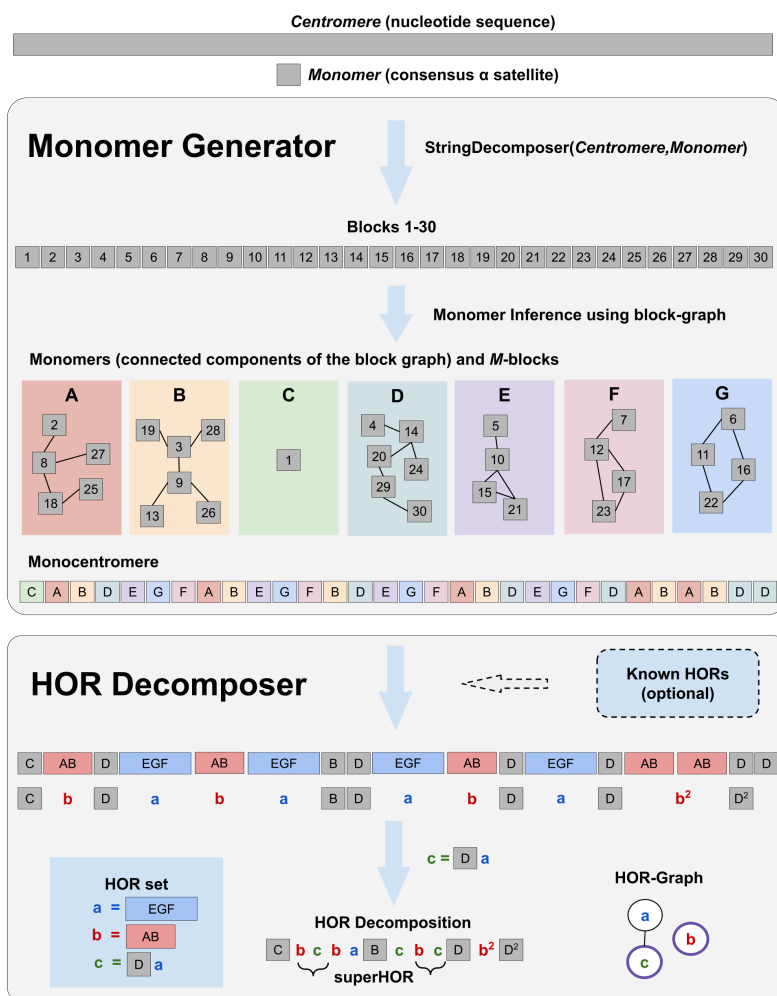 Centromere (nucleotide sequence)
Monomer (consensus α satellite)
Monomer Generator
StringDecomposer(Centromere,Monomer)
Blocks 1-30
1 2 3 4 5 6 7 8 9 10 11 12 13 14 15 16 17 18 19 20 21 22 23 24 25 26 27 28 29 30
Monomer Inference using block-graph
Monomers (connected components of the block graph) and M-blocks
A B C D E F G
2 8 27 18 25
19 28 3 9 13 26
1
4 14 20 24 29 30
5 10 15 21
7 12 17 23
6 11 16 22
Monocentromere
C A B D E G F A B E G F B D E G F A B D E G F D A B A B D D
HOR Decomposer
Known HORs
(optional)
C AB D EGF AB EGF B D EGF AB D EGF D AB AB D D
C b D a b a B D a b D a D b² D²
c = D a
HOR set
a = EGF
b = AB
c = D a
HOR Decomposition
C b c b a B c b c D b² D²
superHOR
HOR-Graph
a
b
c